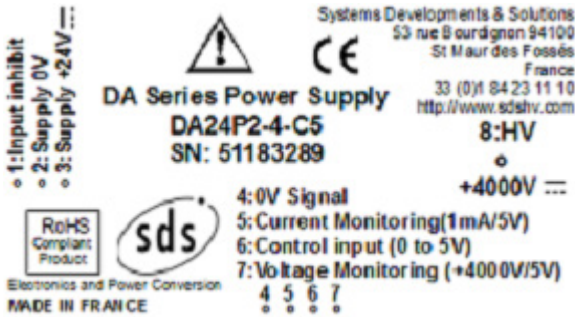 1:Input inhibit
2:Supply 0V
3:Supply +24V
Systems Developments & Solutions
53 rue Bourdignon 94100
St Maur des Fossés
France
33 (0)1 84 23 11 10
http://www.sdshv.com
CE
DA Series Power Supply
DA24P2-4-C5
SN: 51183289
8:HV
+4000V
4:0V Signal
5:Current Monitoring(1mA/5V)
6:Control input (0 to 5V)
7:Voltage Monitoring (+4000V/5V)
4 5 6 7
RoHS
Compliant
Product
sds
Electronics and Power Conversion
MADE IN FRANCE